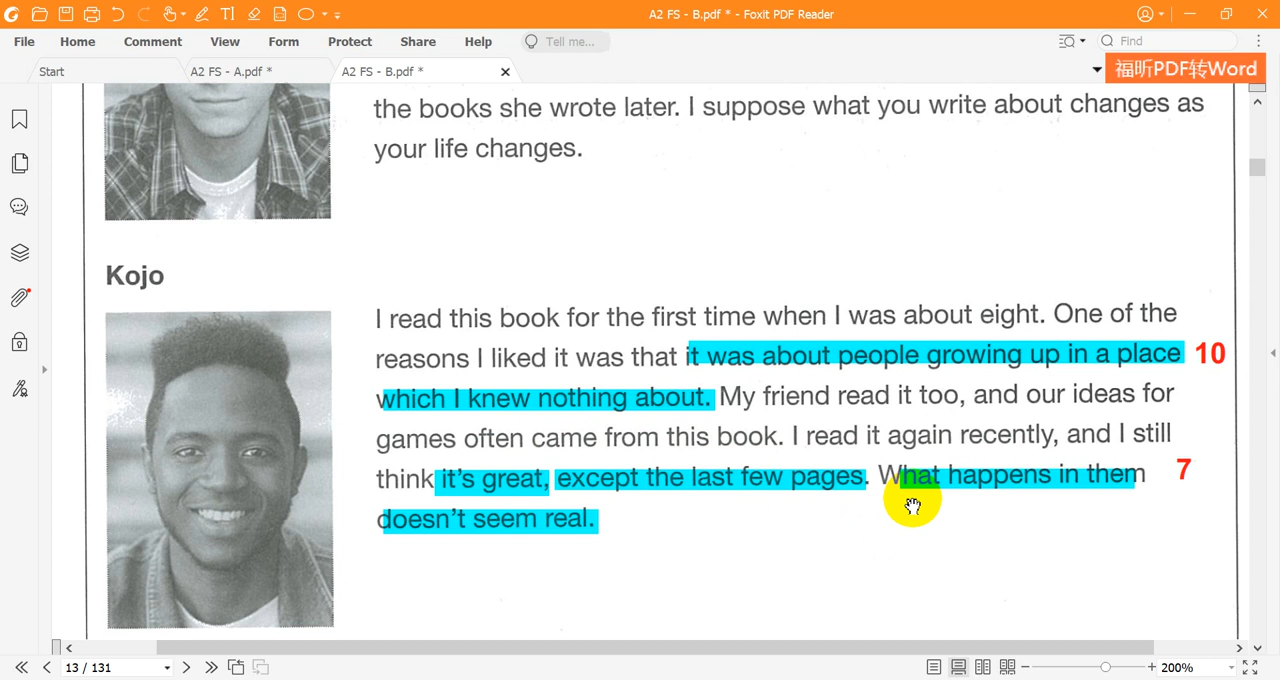 A2 FS - B.pdf * - Foxit PDF Reader
File Home Comment View Form Protect Share Help Tell me... Find
Start A2 FS - A.pdf * A2 FS - B.pdf * 福昕PDF转Word
the books she wrote later. I suppose what you write about changes as
your life changes.
Kojo
I read this book for the first time when I was about eight. One of the
reasons I liked it was that it was about people growing up in a place 10
which I knew nothing about. My friend read it too, and our ideas for
games often came from this book. I read it again recently, and I still
think it's great, except the last few pages. What happens in them 7
doesn't seem real.
13 / 131 200%